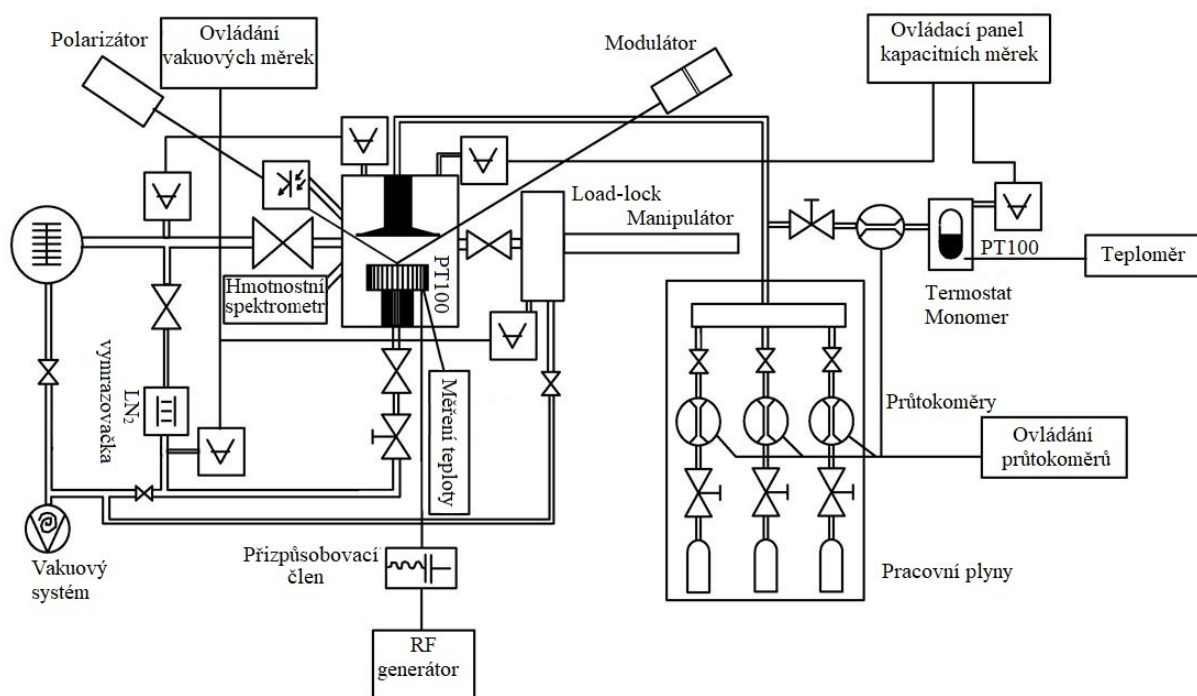 Polarizátor
Ovládání
vakuových měrek
Modulátor
Ovládací panel
kapacitních měrek
Load-lock
Manipulátor
PT100
Hmotnostní
spektrometr
PT100
Teploměr
Termostat
Monomer
LN2
vymrazovačka
Měření teploty
Průtokoměry
Ovládání
průtokoměrů
Vakuový
systém
Přizpůsobovací
člen
Pracovní plyny
RF
generátor